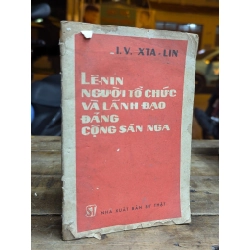 I.V. XTA-LIN
LÊ-NIN
NGƯỜI TỔ CHỨC
VÀ LÃNH ĐẠO
ĐẢNG
CỘNG SẢN NGA
ST NHÀ XUẤT BẢN SỰ THẬT